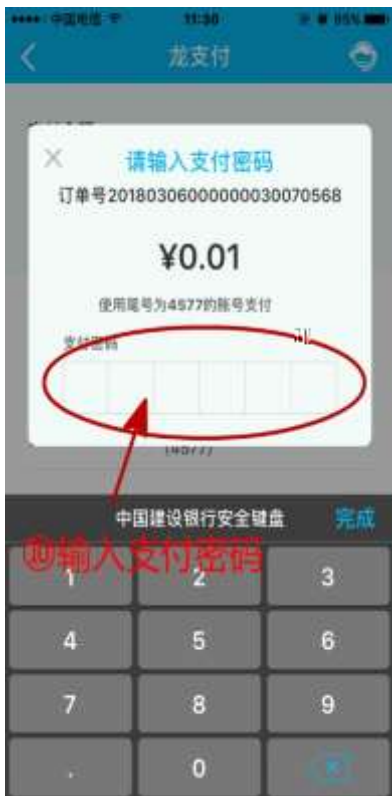 中国电信 11:30 95%
龙支付
请输入支付密码
订单号20180306000000030070568
¥0.01
使用尾号为4577的账号支付
支付密码
(4577)
中国建设银行安全键盘 完成
⑩输入支付密码
1 2 3
4 5 6
7 8 9
. 0